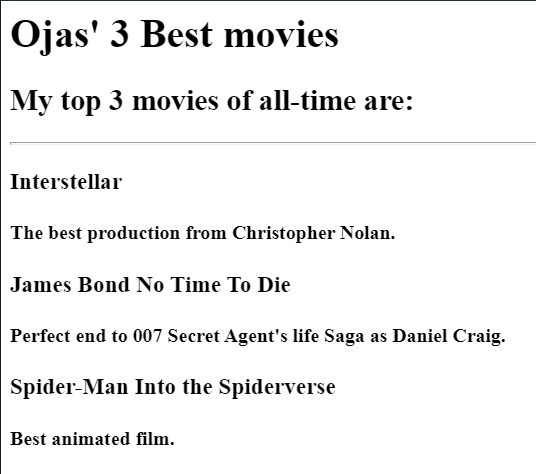 Ojas' 3 Best movies
My top 3 movies of all-time are:
Interstellar
The best production from Christopher Nolan.
James Bond No Time To Die
Perfect end to 007 Secret Agent's life Saga as Daniel Craig.
Spider-Man Into the Spiderverse
Best animated film.